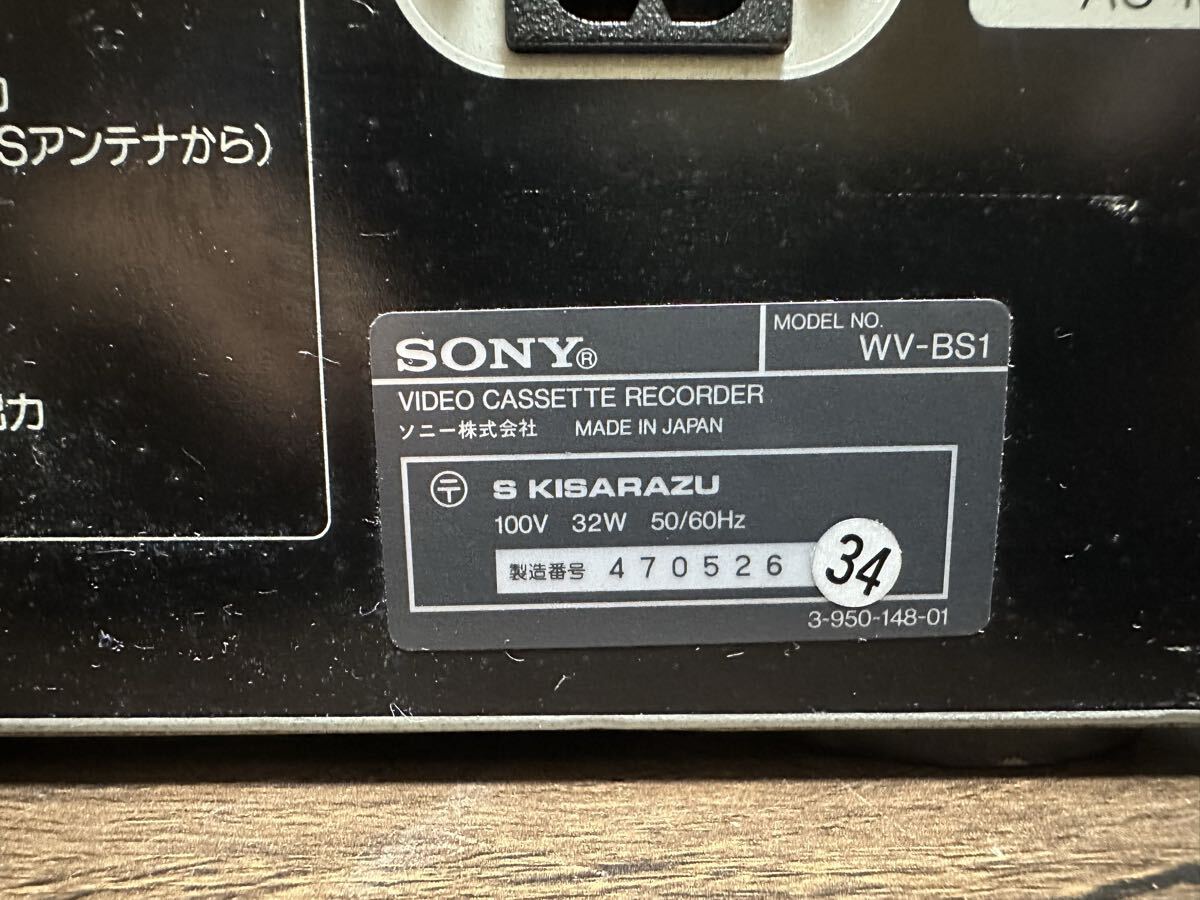 Sアンテナから)
出力
SONY®
MODEL NO.
WV-BS1
VIDEO CASSETTE RECORDER
ソニー株式会社 MADE IN JAPAN
〒 S KISARAZU
100V 32W 50/60Hz
製造番号 470526
34
3-950-148-01